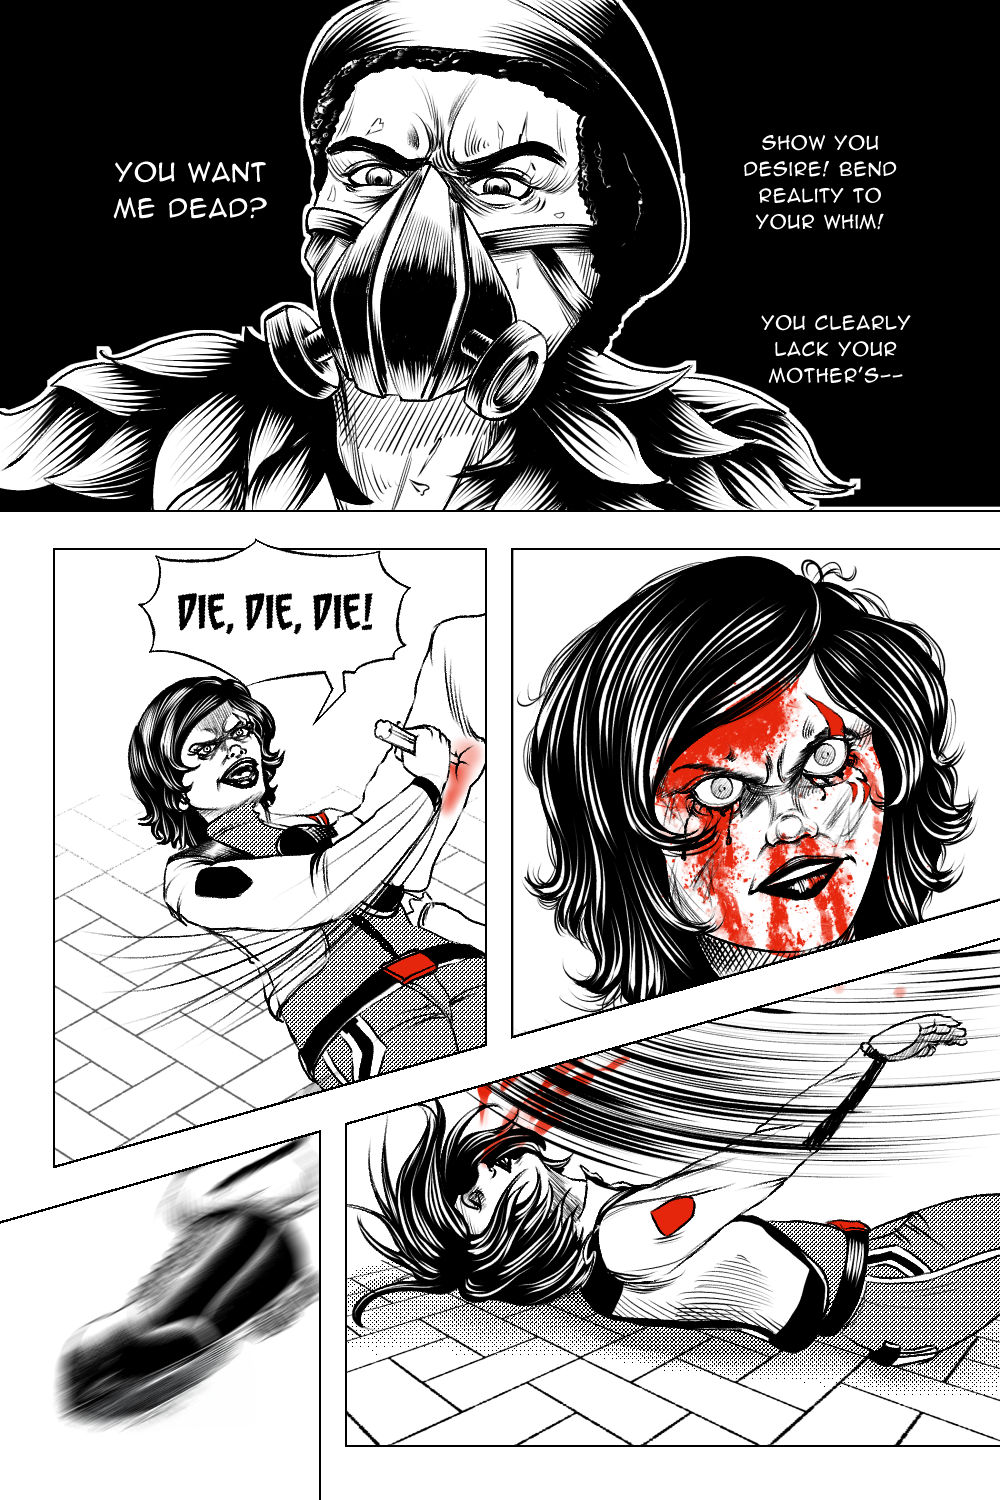 YOU WANT
ME DEAD?
SHOW YOU
DESIRE! BEND
REALITY TO
YOUR WHIM!
YOU CLEARLY
LACK YOUR
MOTHER'S--
DIE, DIE, DIE!